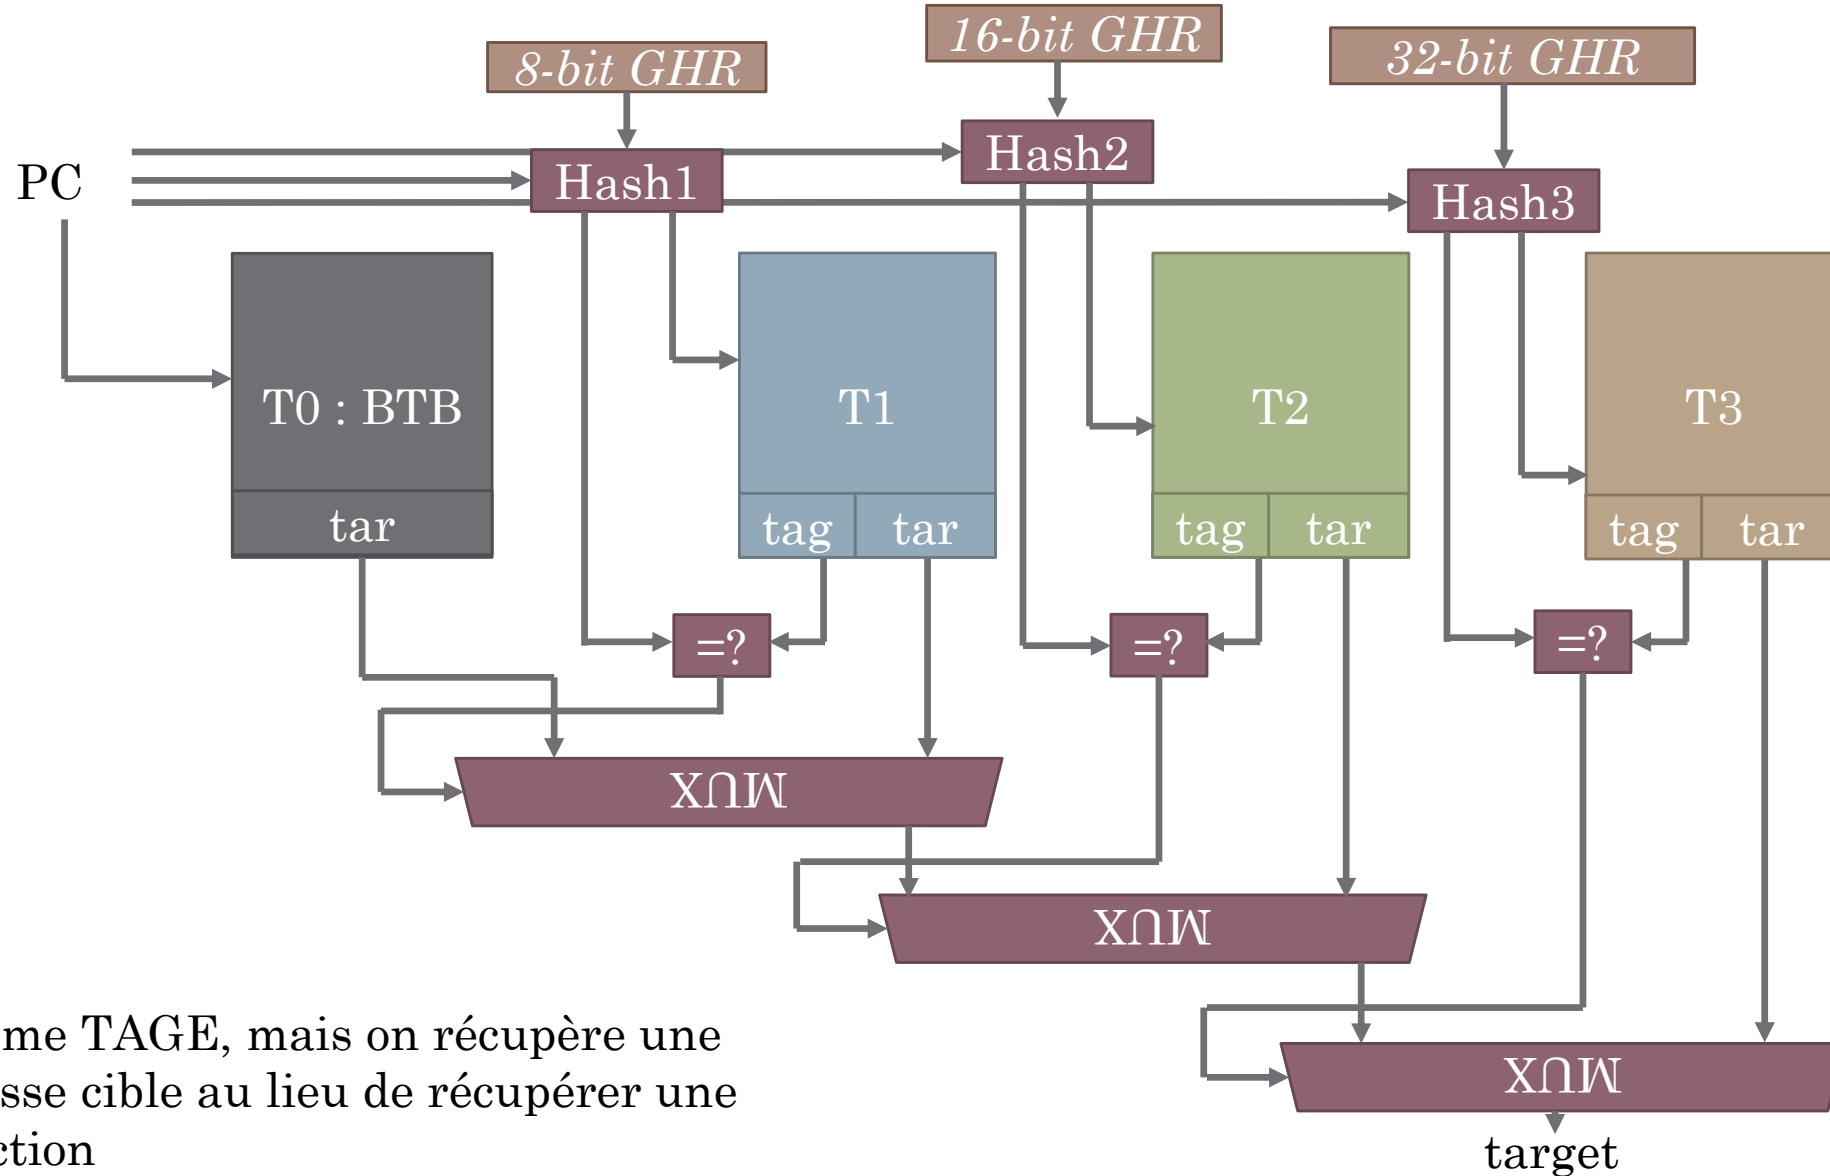 8-bit GHR
16-bit GHR
32-bit GHR
PC
Hash1
Hash2
Hash3
T0 : BTB
T1
T2
T3
tar
tag tar
tag tar
tag tar
=?
=?
=?
MUX
MUX
MUX
me TAGE, mais on récupère une
sse cible au lieu de récupérer une
ction
target